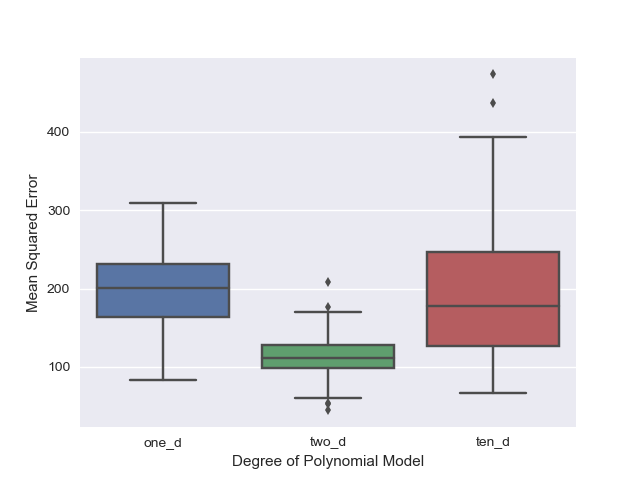 400
300
200
100
Mean Squared Error
one_d two_d ten_d
Degree of Polynomial Model